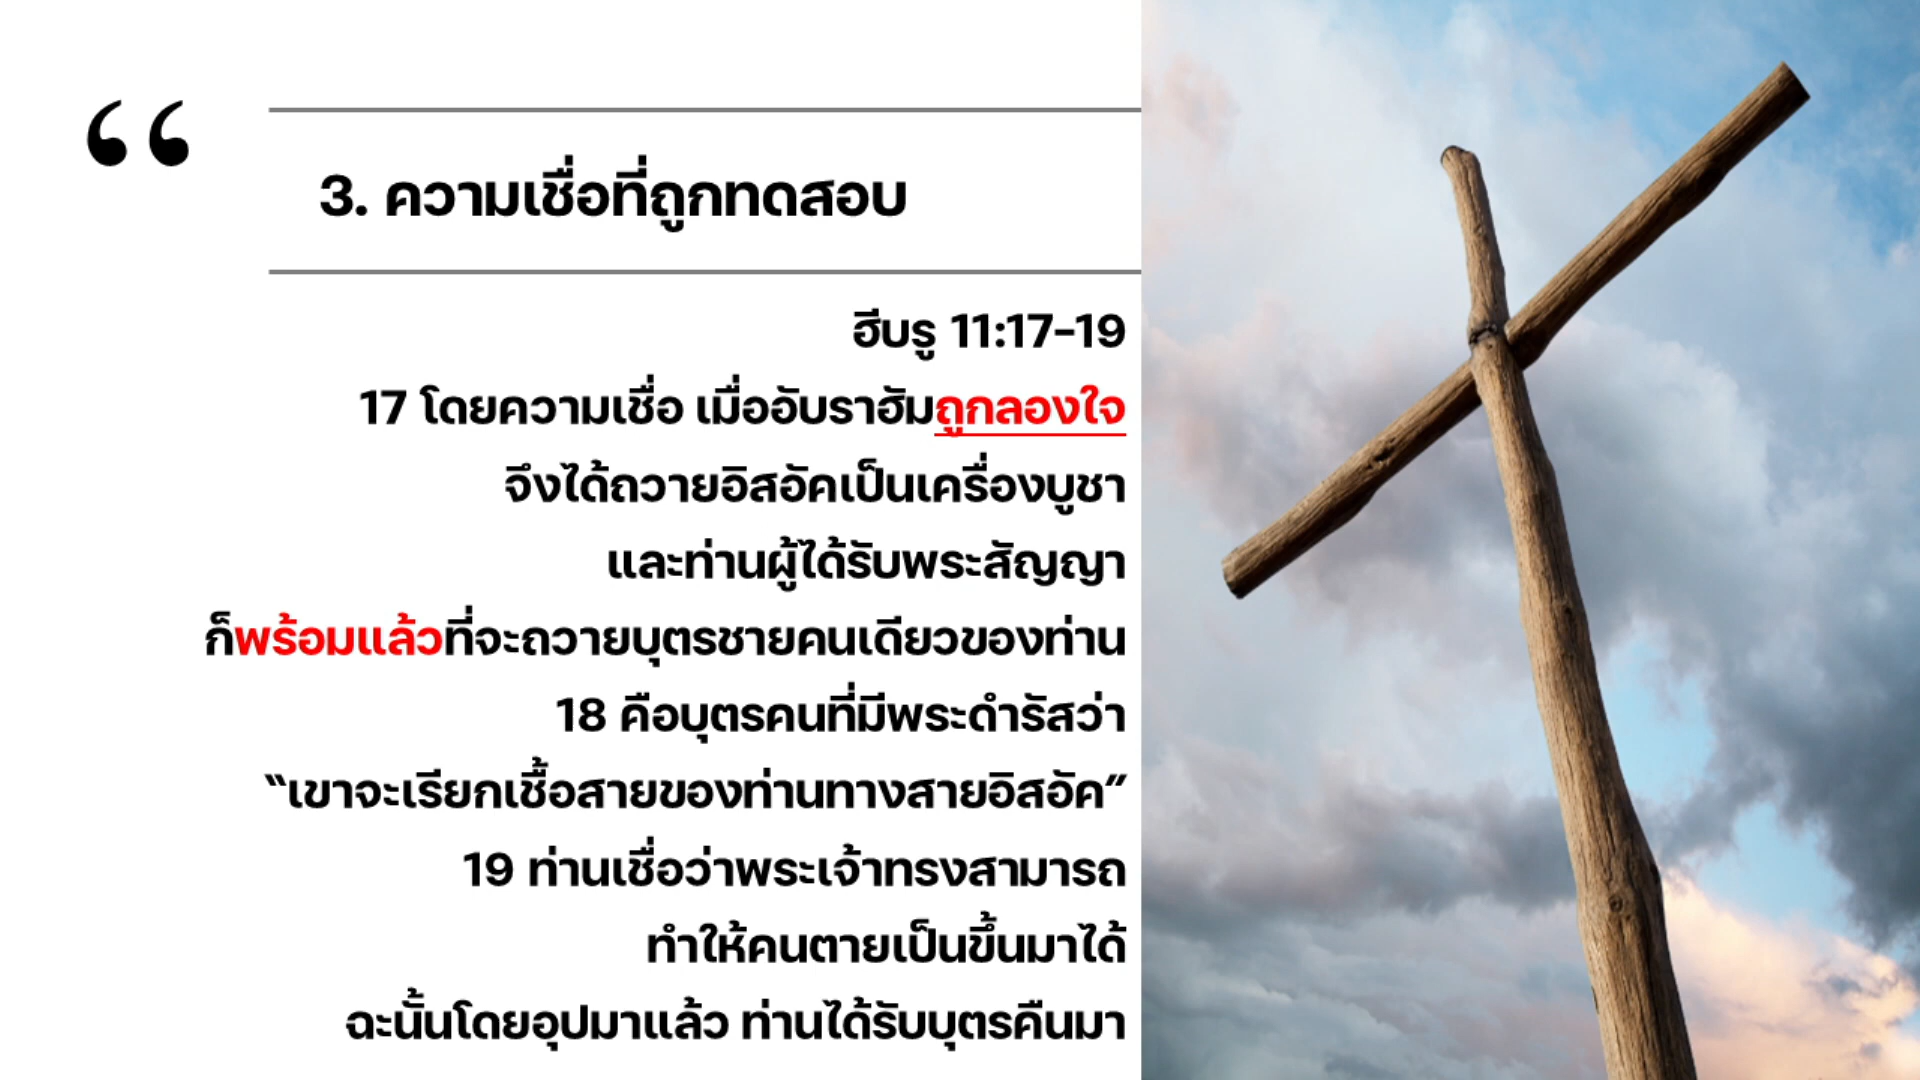 “
3. ความเชื่อที่ถูกทดสอบ
ฮีบรู 11:17-19
17 โดยความเชื่อ เมื่ออับราฮัมถูกลองใจ
จึงได้ถวายอิสอัคเป็นเครื่องบูชา
และท่านผู้ได้รับพระสัญญา
ก็พร้อมแล้วที่จะถวายบุตรชายคนเดียวของท่าน
18 คือบุตรคนที่มีพระดำรัสว่า
“เขาจะเรียกเชื้อสายของท่านทางสายอิสอัค”
19 ท่านเชื่อว่าพระเจ้าทรงสามารถ
ทำให้คนตายเป็นขึ้นมาได้
ฉะนั้นโดยอุปมาแล้ว ท่านได้รับบุตรคืนมา